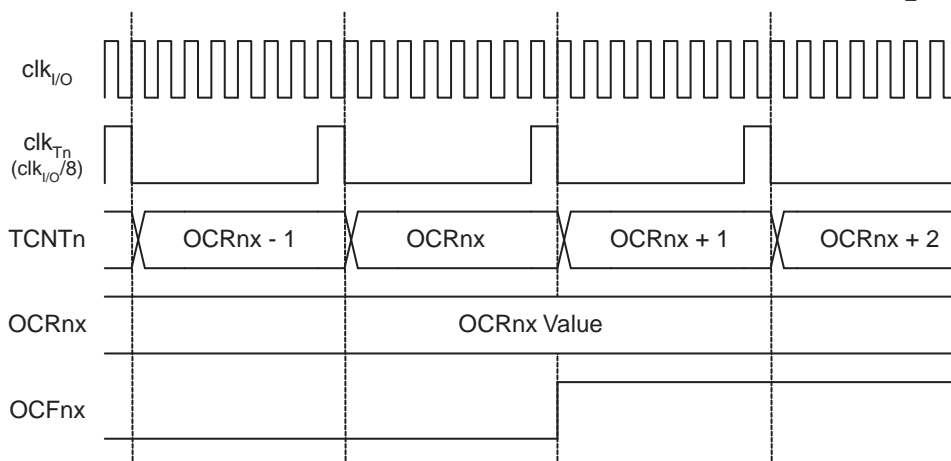 clkI/O
clkTn
(clkI/O/8)
TCNTn OCRnx - 1 OCRnx OCRnx + 1 OCRnx + 2
OCRnx OCRnx Value
OCFnx